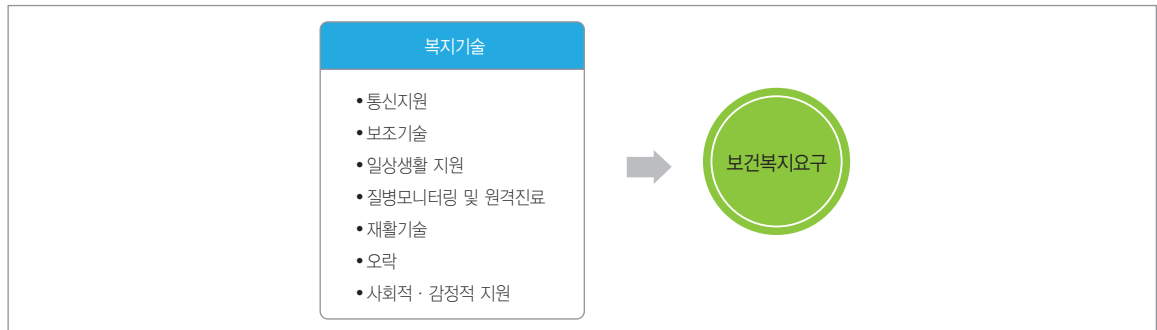 복지기술
•통신지원
•보조기술
•일상생활 지원
•질병모니터링 및 원격진료
•재활기술
•오락
•사회적 · 감정적 지원
보건복지요구